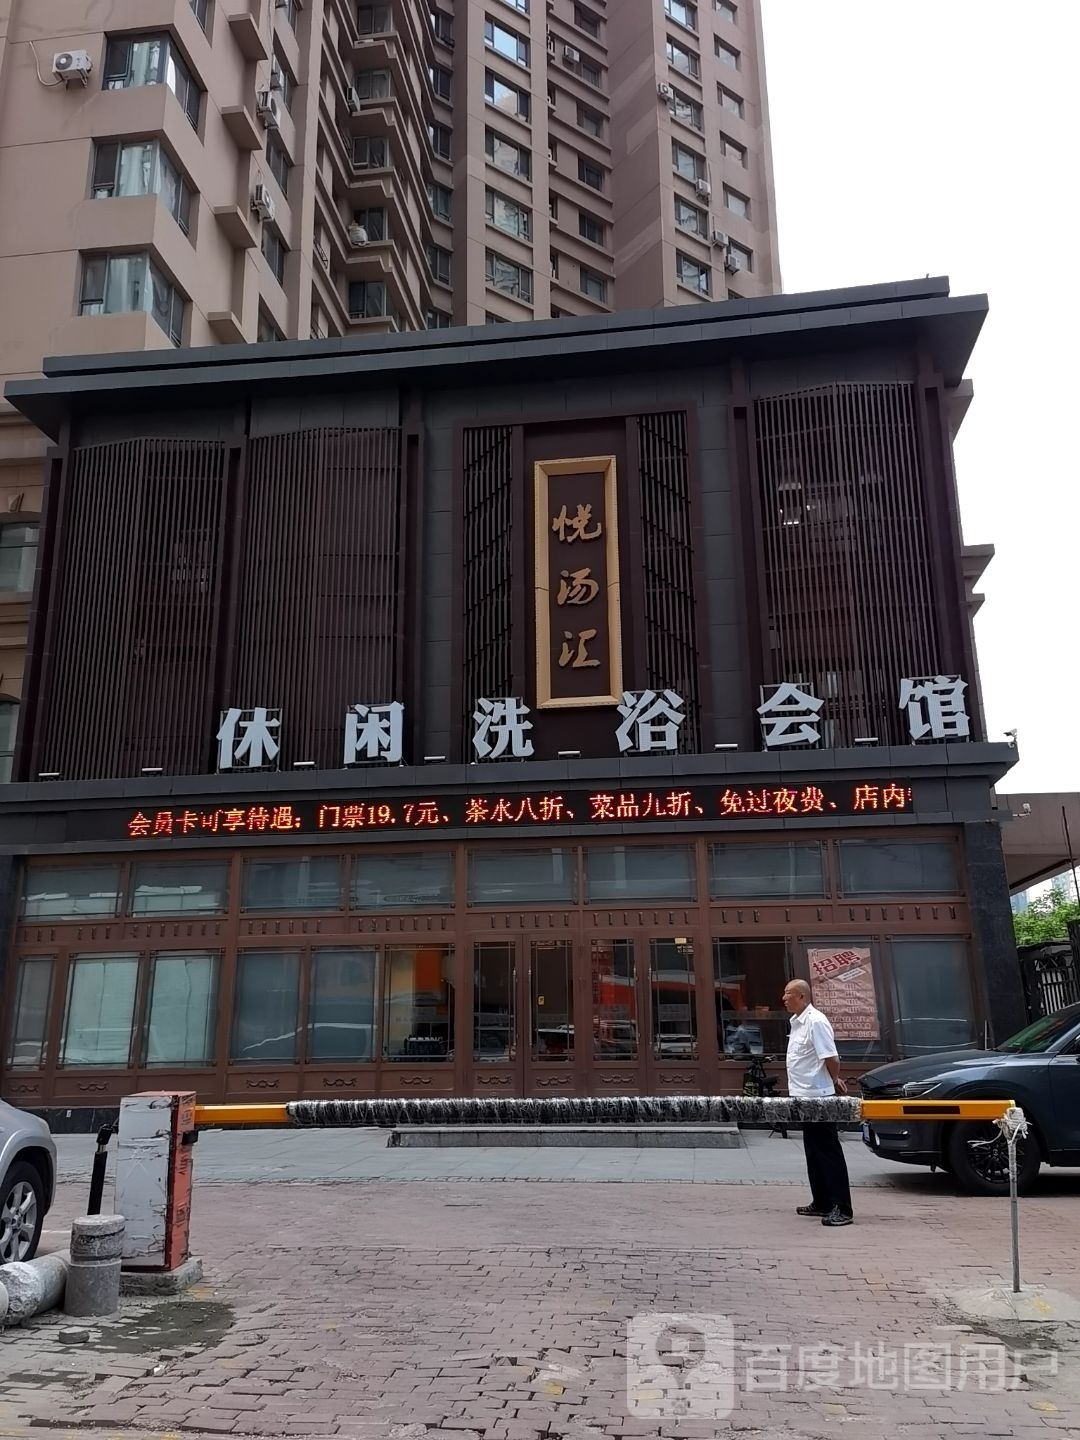 悦汤汇
休闲洗浴会馆
会员卡可享待遇：门票19.7元、茶水八折、菜品九折、免过夜费、店内
招聘
百度地图用户